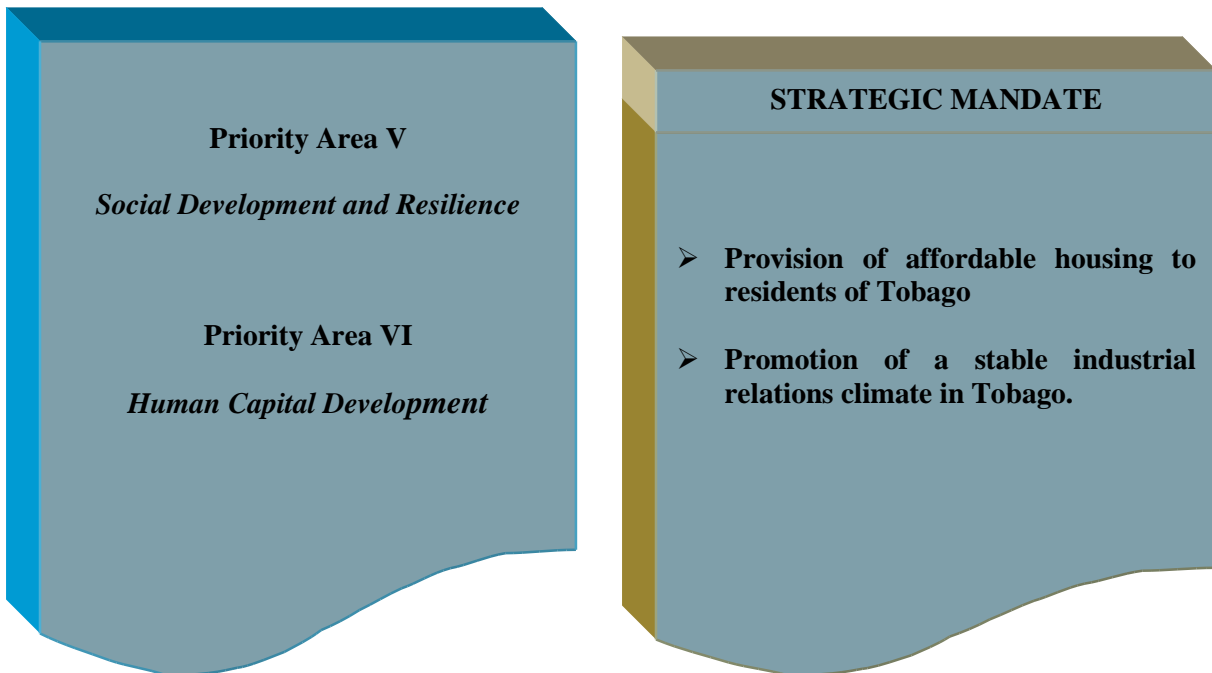 Priority Area V
Social Development and Resilience
Priority Area VI
Human Capital Development
STRATEGIC MANDATE
➢ Provision of affordable housing to
residents of Tobago
➢ Promotion of a stable industrial
relations climate in Tobago.